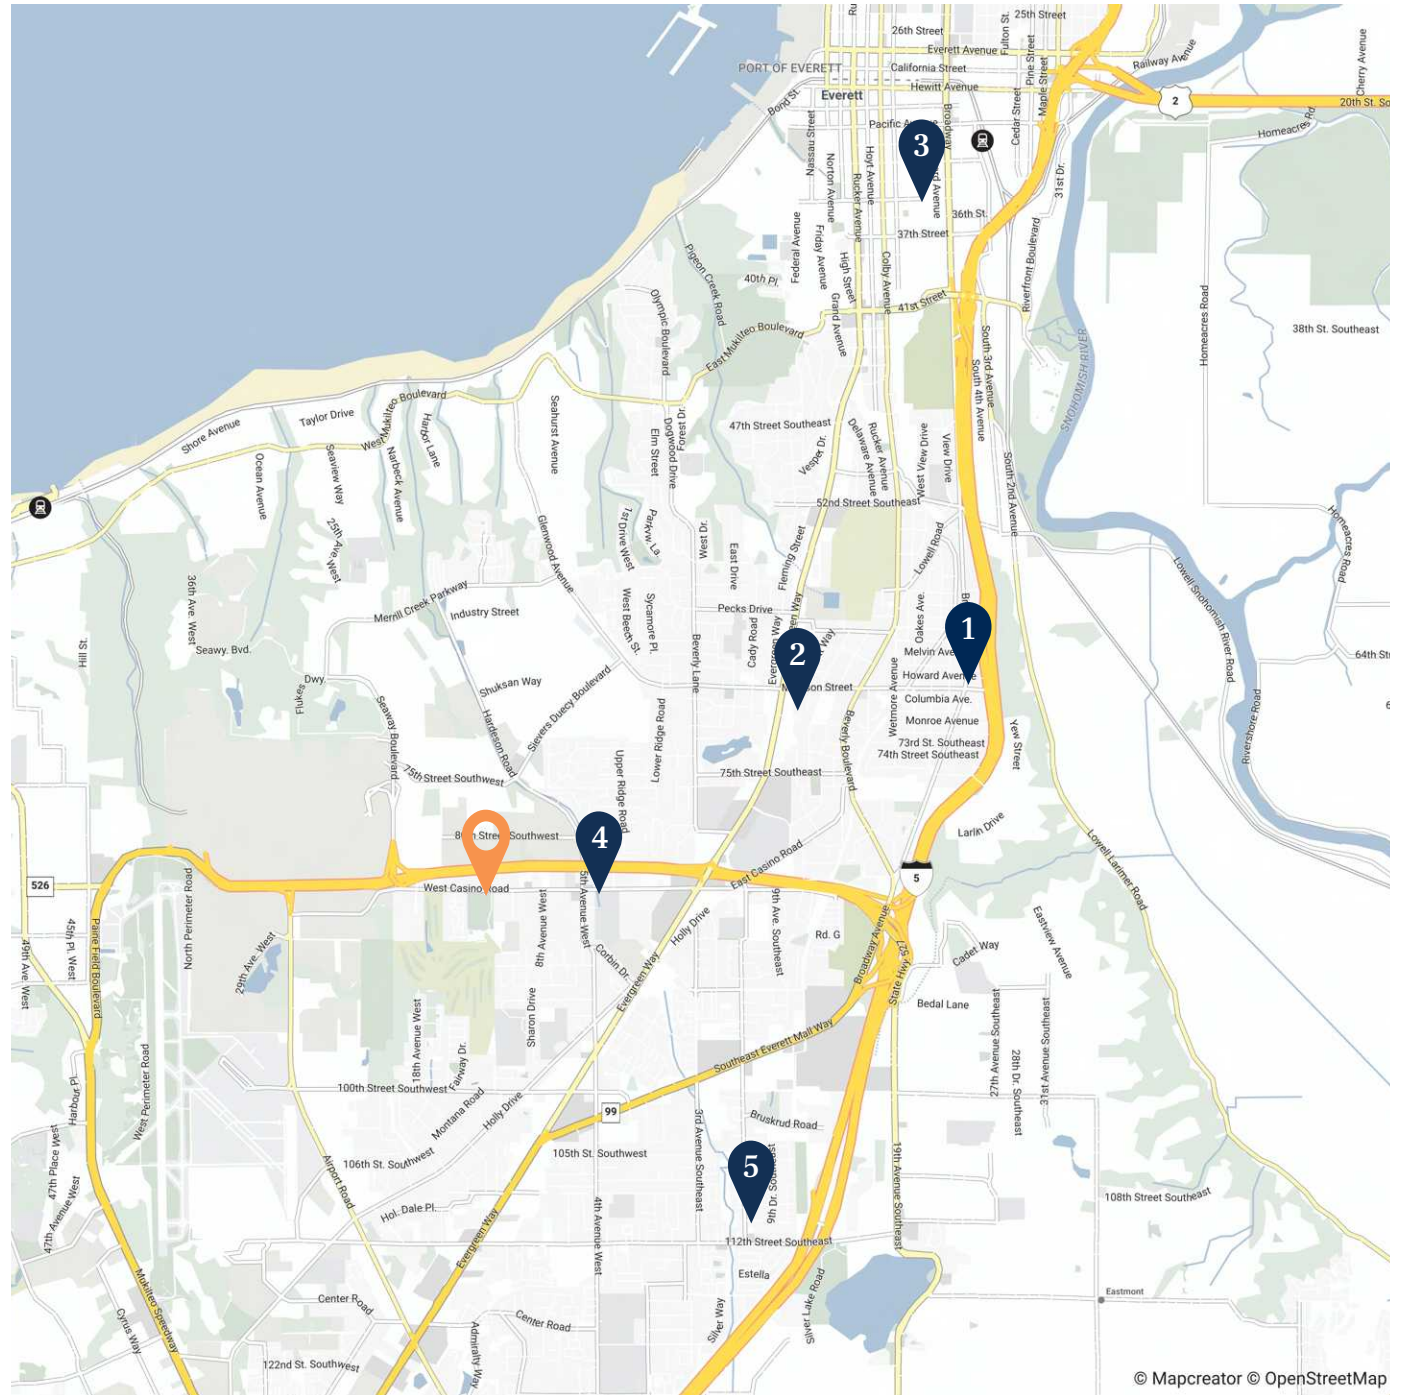 25th Street
26th Street
Fulton St.
Pine Street
Maple Street
Everett Avenue
California Street
Hewitt Avenue
Railway Avenue
Cherry Avenue
PORT OF EVERETT
Everett
Bond St.
2
20th St. So
Homeacres Rd
Broadway
Cedar Street
Nassau Street
Pacific
3
Hoyt Avenue
Norton Avenue
Rucker Avenue
31st Dr.
36th St.
37th Street
Federal Avenue
Friday Avenue
High Street
Colby Avenue
Grand Avenue
Riverfront Boulevard
Pigeon Creek Road
40th Pl.
41st Street
Olympic Boulevard
East Mukilteo Boulevard
South 3rd Avenue
South 4th Avenue
SNOHOMISH RIVER
Homeacres Road
38th St. Southeast
West Mukilteo Boulevard
Taylor Drive
Shore Avenue
Harbor Lane
Narbeck Avenue
Seaview Way
Ocean Avenue
25th Ave. West
Seahurst Avenue
Forest Dr.
Dogwood Drive
Elm Street
47th Street Southeast
Vesper Dr.
Rucker Avenue
Delaware Avenue
West View Drive
View Drive
South 2nd Avenue
52nd Street Southeast
Glenwood Avenue
1st Drive West
Parkvw. La.
West Dr.
East Drive
Fleming Street
Lowell Road
Homeacres Road
Lowell Snohomish River Road
36th Ave. West
Merrill Creek Parkway
Industry Street
West Beech St.
Sycamore Pl.
Pecks Drive
Cady Road
Beverly Lane
Evergreen Way
Oakes Ave.
1
2
Melvin Ave
Howard Avenue
Columbia Ave.
Monroe Avenue
73rd St. Southeast
74th Street Southeast
Wetmore Avenue
Beverly Boulevard
Yew Street
Rivershore Road
64th St
Hill St.
Seawy. Bvd.
Flukes Dwy.
Shuksan Way
Sievers Duecy Boulevard
Seaway Boulevard
Hardeson Road
Lower Ridge Road
Upper Ridge Road
75th Street Southwest
75th Street Southeast
Larlin Drive
Lowell Larimer Road
Street Southwest
4
5
526
West Casino Road
East Casino Road
North Perimeter Road
45th Pl. West
49th Ave. West
Paine Field Boulevard
29th Ave. West
8th Avenue West
5th Avenue West
Corbin Dr.
Holly Drive
Evergreen Way
9th Ave. Southeast
Rd. G
Broadway Avenue
State Hwy 527
Cadet Way
Eastview Avenue
Bedal Lane
Sharon Drive
18th Avenue West
Fairway Dr.
27th Avenue Southeast
28th Dr. Southeast
31st Avenue Southeast
Southeast Everett Mall Way
West Perimeter Road
Harbour Pl.
100th Street Southwest
Montana Road
Holly Drive
99
Bruskrud Road
47th Place West
47th Avenue West
Airport Road
106th St. Southwest
105th St. Southwest
3rd Avenue Southeast
5
9th Dr. Southeast
19th Avenue Southeast
108th Street Southeast
Hol. Dale Pl.
4th Avenue West
Evergreen Way
112th Street Southeast
Estella
Silver Lake Road
Silver Way
Eastmont
Mukilteo Speedway
Cyrus Way
Center Road
Center Road
Admiralty Way
122nd St. Southwest
© Mapcreator © OpenStreetMap